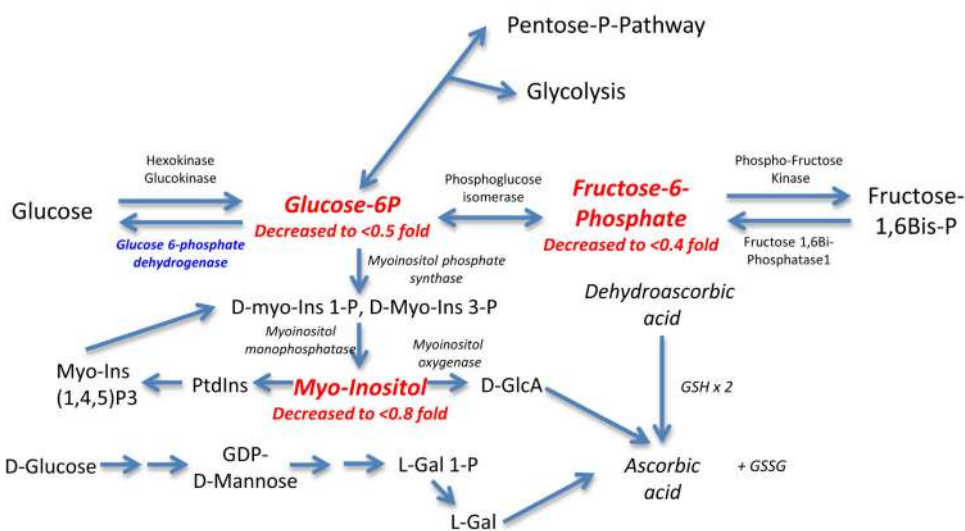 Pentose-P-Pathway
Glycolysis
Hexokinase
Glucokinase
Glucose
Glucose 6-phosphate
dehydrogenase
Glucose-6P
Decreased to <0.5 fold
Phosphoglucose
isomerase
Fructose-6-
Phosphate
Decreased to <0.4 fold
Phospho-Fructose
Kinase
Fructose-
1,6Bis-P
Fructose 1,6Bi-
Phosphatase1
Myoinositol phosphate
synthase
D-myo-Ins 1-P, D-Myo-Ins 3-P
Dehydroascorbic
acid
Myoinositol
monophosphatase
Myoinositol
oxygenase
Myo-Ins
(1,4,5)P3
PtdIns
Myo-Inositol
Decreased to <0.8 fold
D-GlcA
GSH x 2
D-Glucose
GDP-
D-Mannose
L-Gal 1-P
L-Gal
Ascorbic
acid
+ GSSG